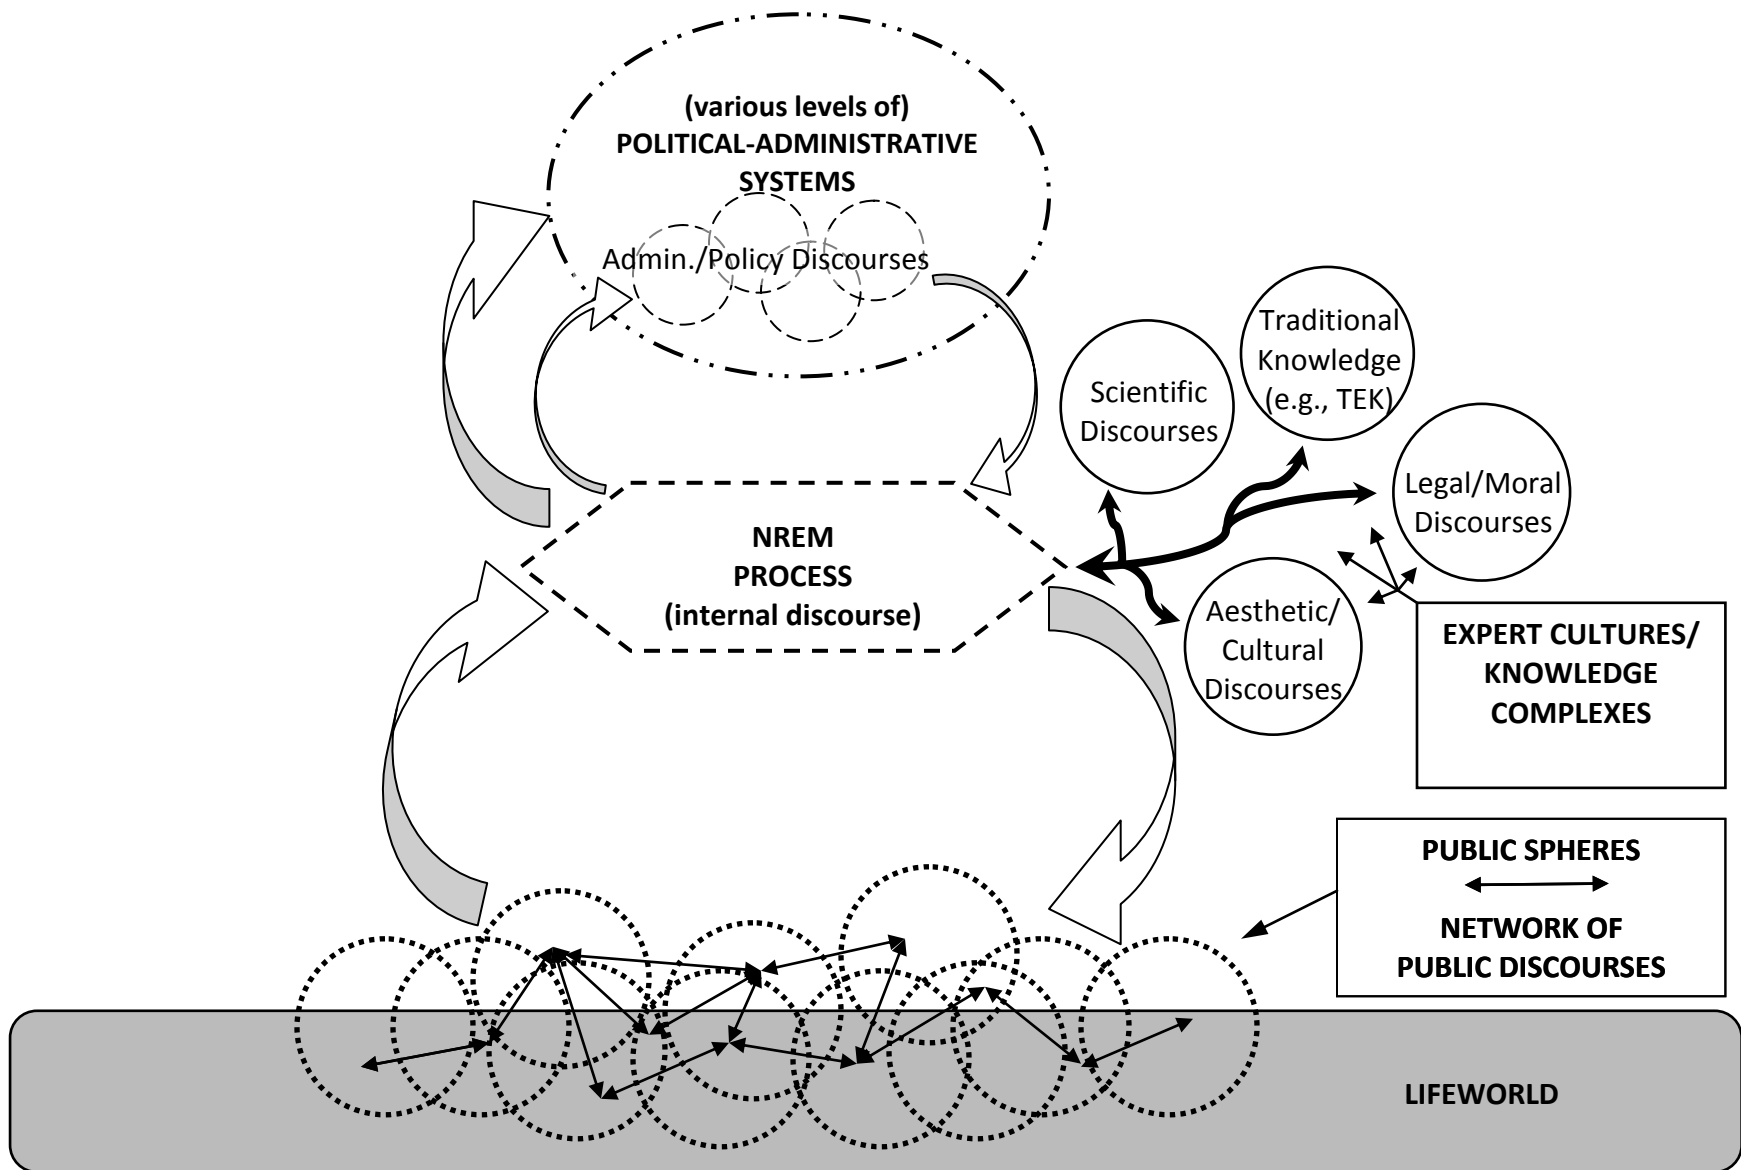 (various levels of)
POLITICAL-ADMINISTRATIVE
SYSTEMS
Admin./Policy Discourses
Traditional
Knowledge
(e.g., TEK)
Scientific
Discourses
Legal/Moral
Discourses
NREM
PROCESS
(internal discourse)
Aesthetic/
Cultural
Discourses
EXPERT CULTURES/
KNOWLEDGE
COMPLEXES
PUBLIC SPHERES
NETWORK OF
PUBLIC DISCOURSES
LIFEWORLD